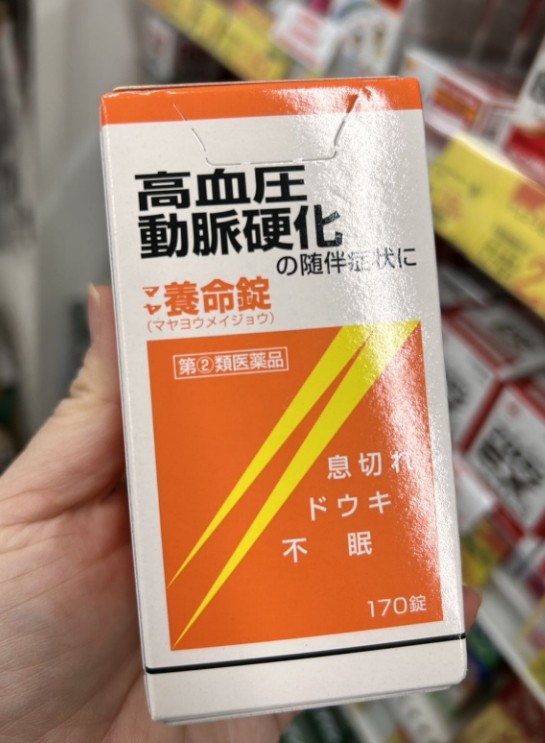 高血圧
動脈硬化
の随伴症状に
マヤ養命錠
(マヤヨウメイジョウ)
第②類医薬品
息切れ
ドウキ
不眠
170錠